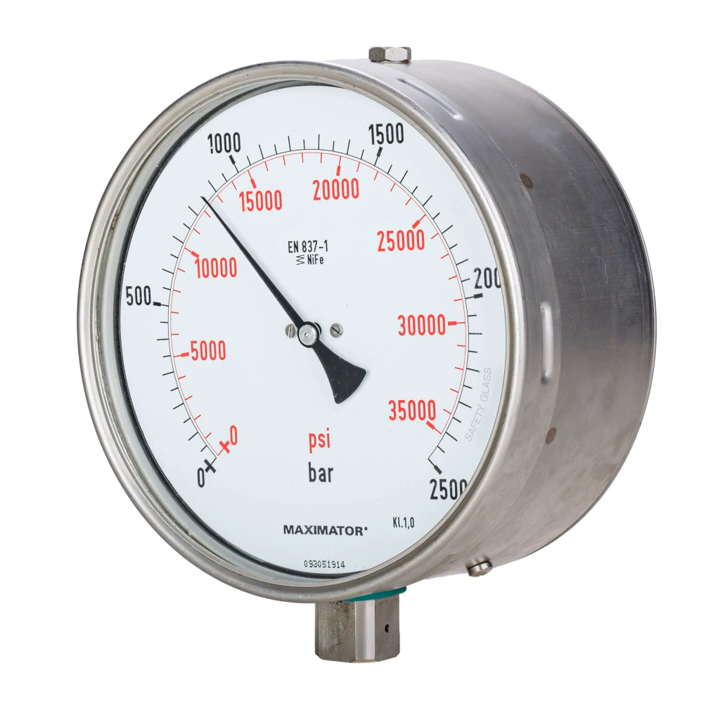 1000
1500
15000
20000
25000
EN 837-1
NiFe
10000
500
200
30000
5000
35000
SAFETY GLASS
0
0
psi
bar
2500
MAXIMATOR
Kl.1,0
093051914